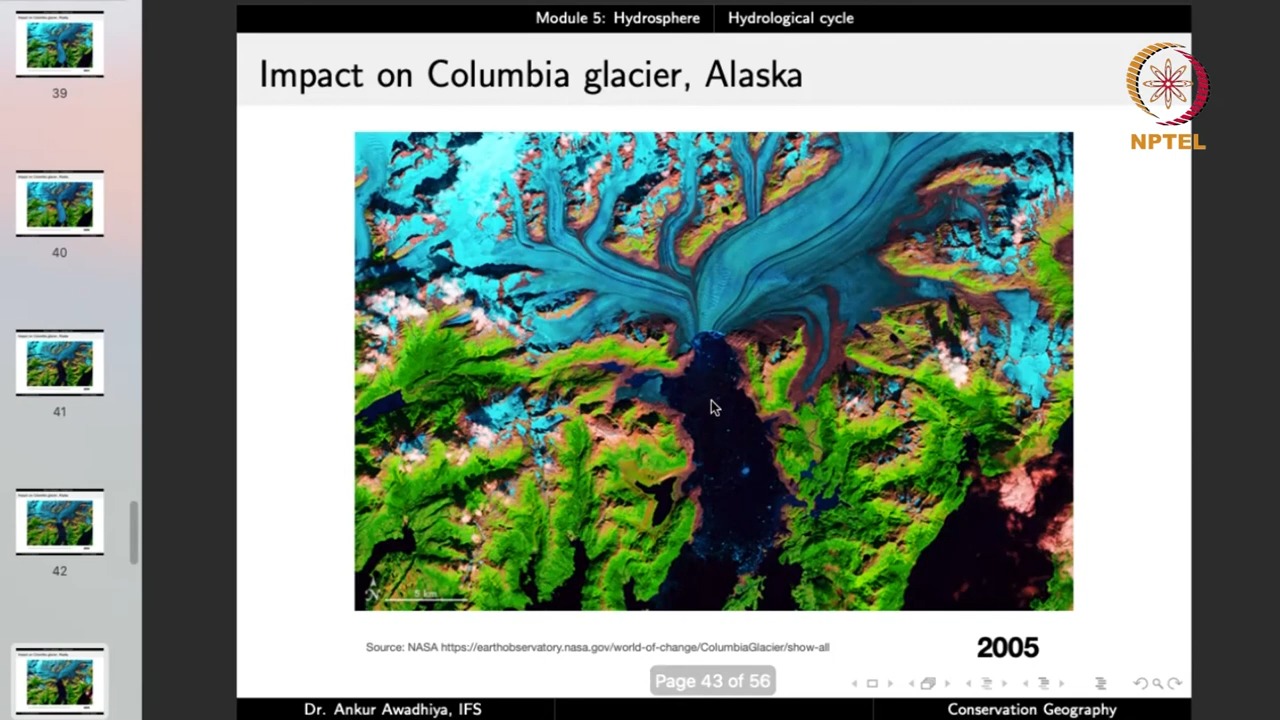 Module 5: Hydrosphere Hydrological cycle
Impact on Columbia glacier, Alaska
NPTEL
39
40
41
42
N 5 km
Source: NASA https://earthobservatory.nasa.gov/world-of-change/ColumbiaGlacier/show-all
2005
Page 43 of 56
Dr. Ankur Awadhiya, IFS Conservation Geography